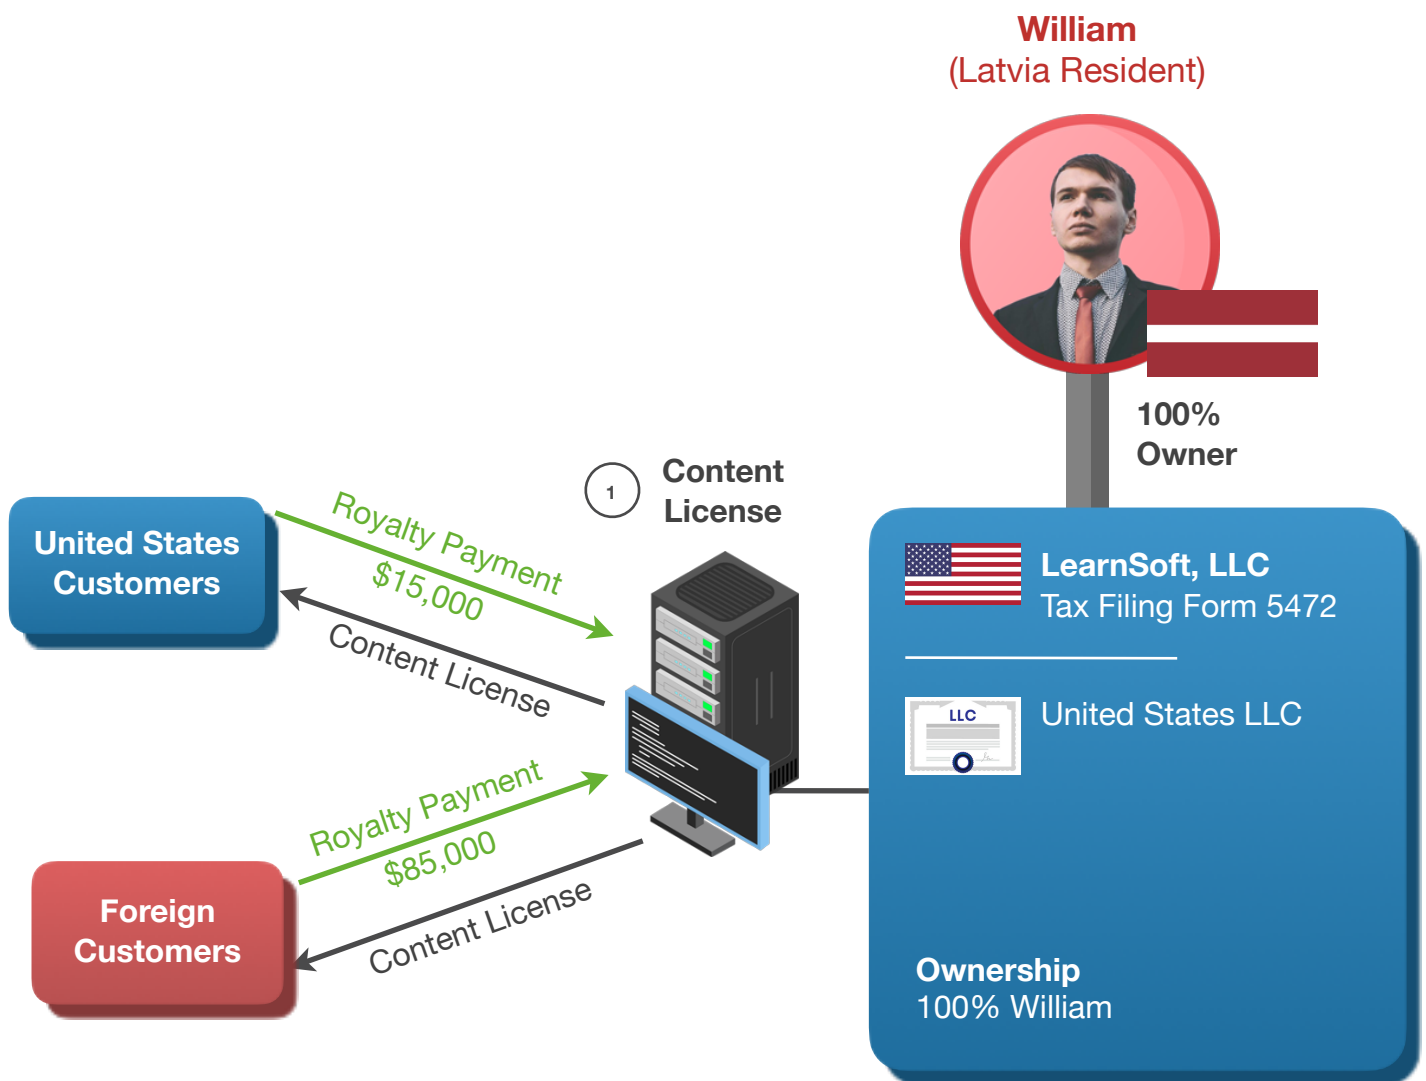 William
(Latvia Resident)
100%
Owner
1
Content
License
United States
Customers
Royalty Payment
$15,000
Content License
Royalty Payment
$85,000
Content License
Foreign
Customers
LearnSoft, LLC
Tax Filing Form 5472
LLC
United States LLC
Ownership
100% William